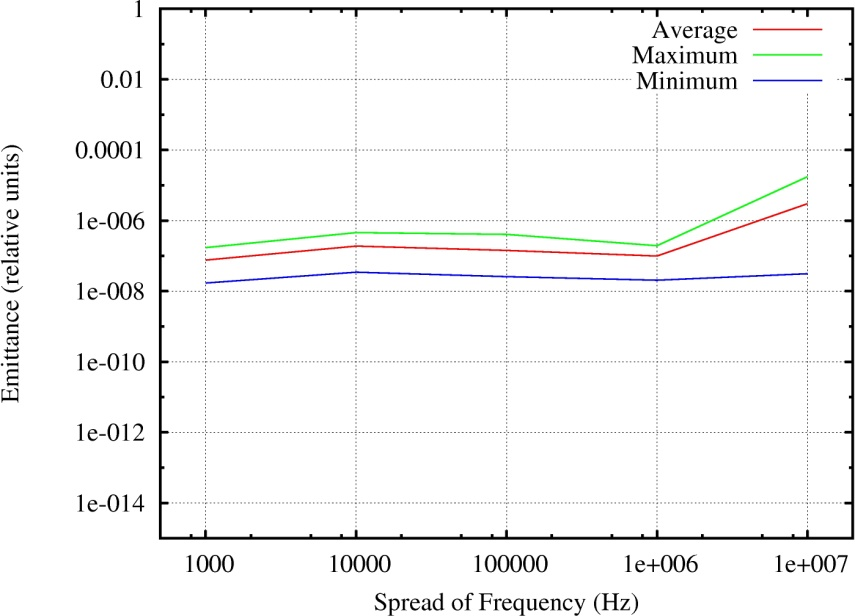 1
0.01
0.0001
1e-006
1e-008
1e-010
1e-012
1e-014
Emittance (relative units)
Average
Maximum
Minimum
1000
10000
100000
1e+006
1e+007
Spread of Frequency (Hz)